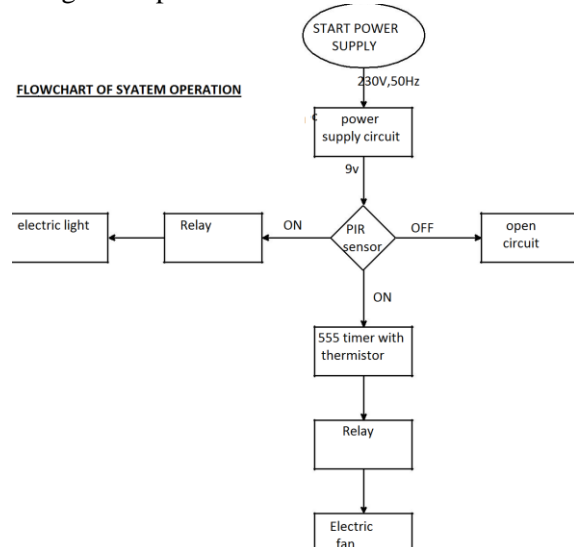 START POWER
SUPPLY
FLOWCHART OF SYATEM OPERATION
230V,50Hz
c
power
supply circuit
9v
electric light
Relay
ON
PIR
sensor
OFF
open
circuit
ON
555 timer with
thermistor
Relay
Electric
fan